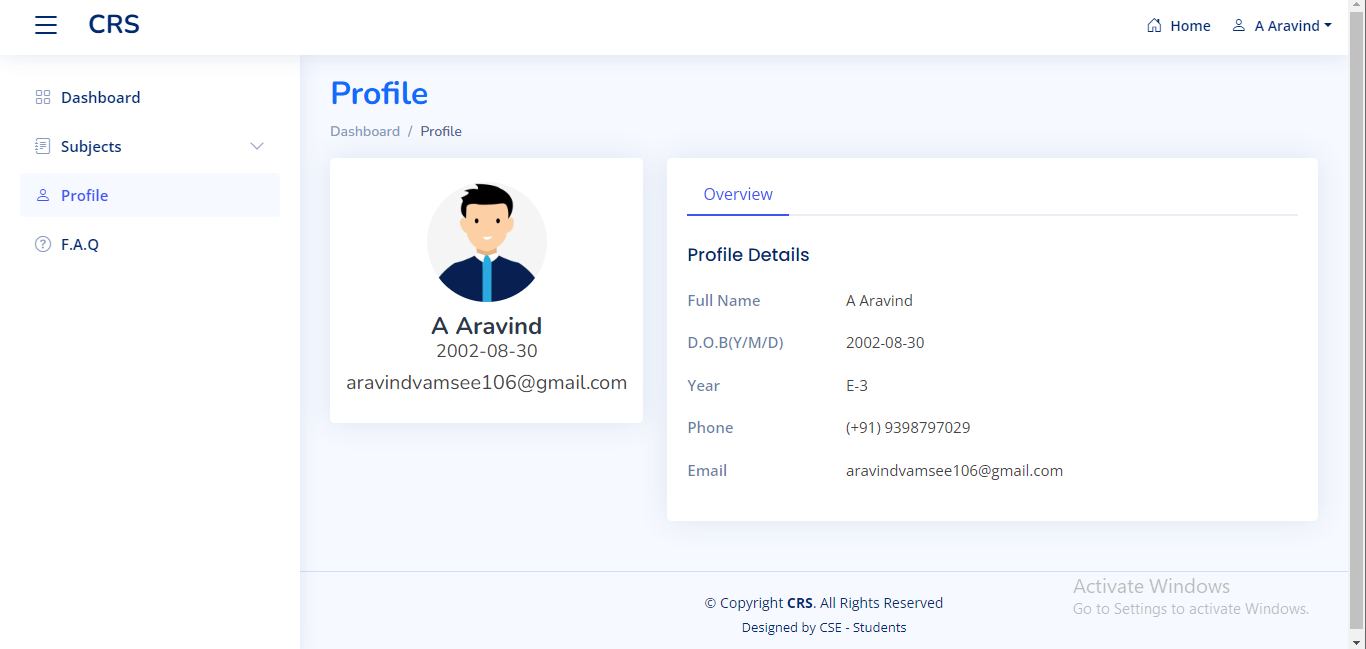 CRS
Home
A Aravind
Dashboard
Subjects
Profile
F.A.Q
Profile
Dashboard / Profile
A Aravind
2002-08-30
aravindvamsee106@gmail.com
Overview
Profile Details
Full Name A Aravind
D.O.B(Y/M/D) 2002-08-30
Year E-3
Phone (+91) 9398797029
Email aravindvamsee106@gmail.com
© Copyright CRS. All Rights Reserved
Designed by CSE - Students
Activate Windows
Go to Settings to activate Windows.